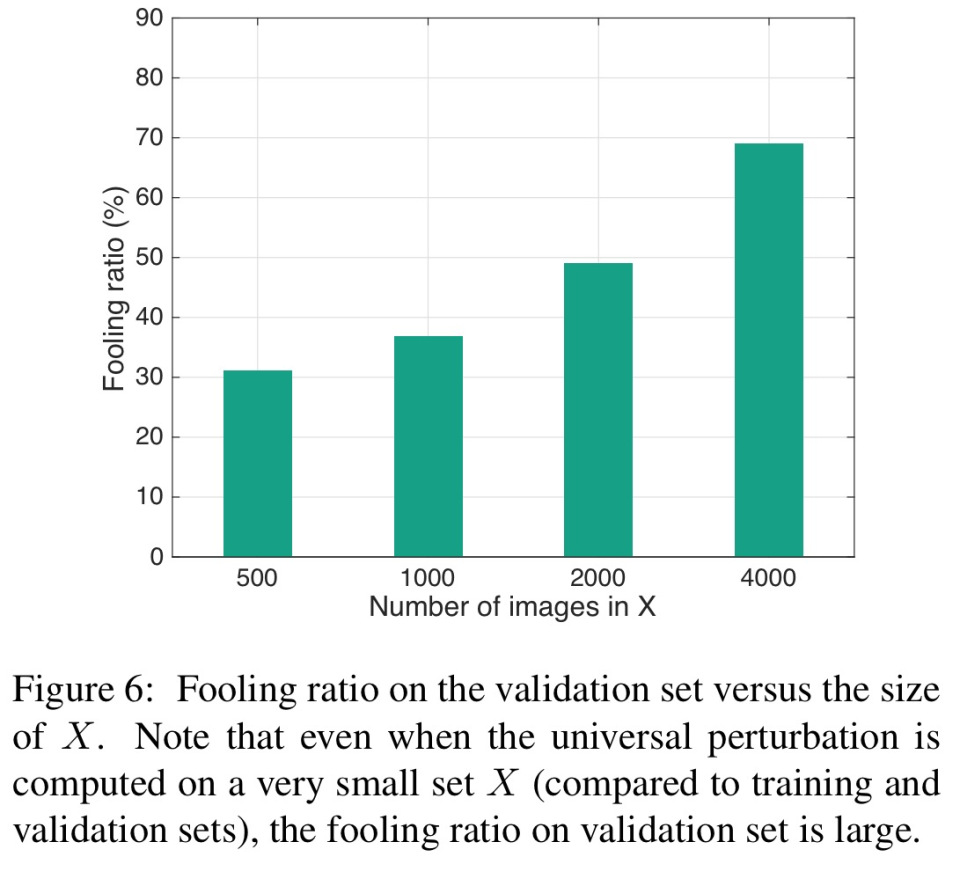 90
80
70
60
50
40
30
20
10
0
Fooling ratio (%)
500 1000 2000 4000
Number of images in X
Figure 6: Fooling ratio on the validation set versus the size
of X. Note that even when the universal perturbation is
computed on a very small set X (compared to training and
validation sets), the fooling ratio on validation set is large.